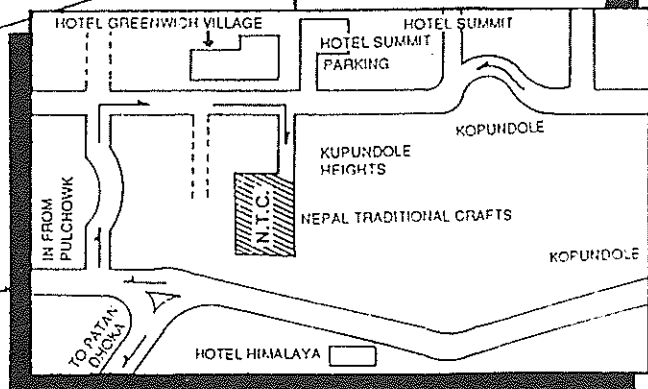 HOTEL GREENWICH VILLAGE
HOTEL SUMMIT
HOTEL SUMMIT
PARKING
KOPUNDOLE
KUPUNDOLE
HEIGHTS
IN FROM
PULCHOWK
N.T.C.
NEPAL TRADITIONAL CRAFTS
KOPUNDOLE
TO PATAN
DHOKA
HOTEL HIMALAYA